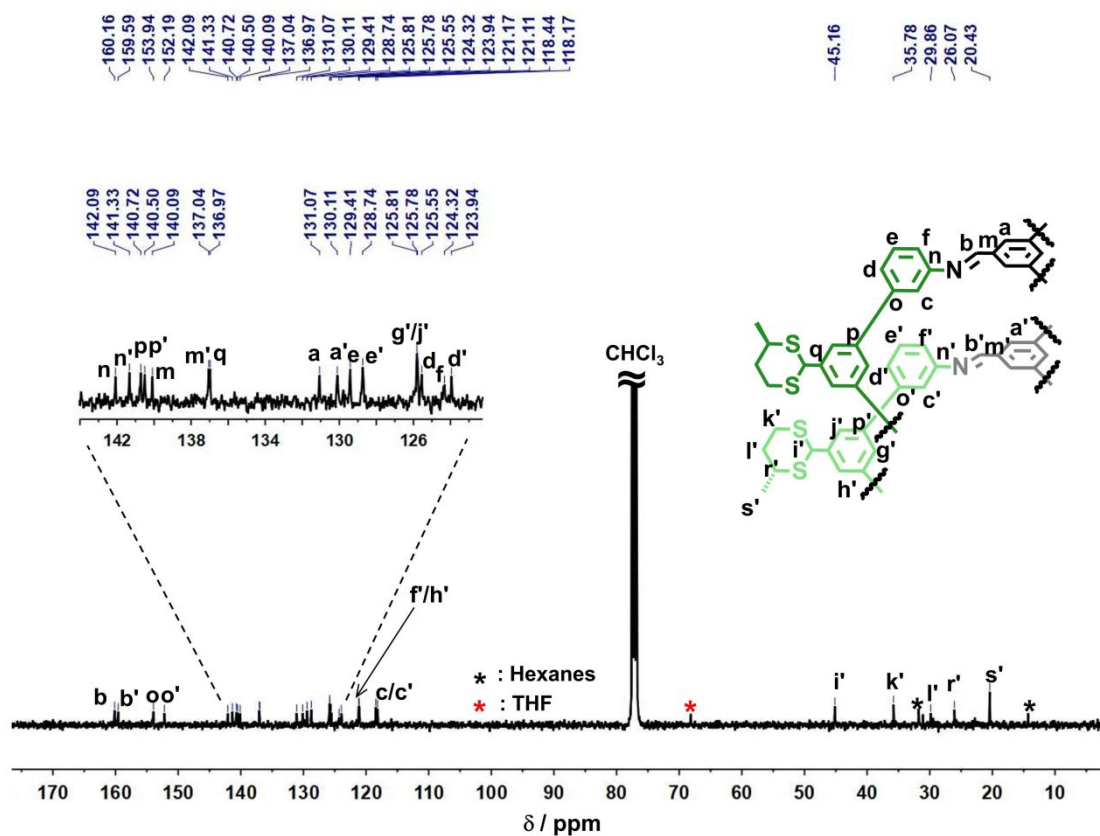 160.16 159.59 153.94 152.19 142.09 141.33 140.72 140.50 140.09 137.04 136.97 131.07 130.11 129.41 128.74 125.81 125.78 125.55 124.32 123.94 121.17 121.11 118.44 118.17
45.16 35.78 29.86 26.07 20.43
142.09 141.33 140.72 140.50 140.09 137.04 136.97 131.07 130.11 129.41 128.74 125.81 125.78 125.55 124.32 123.94
e f b m a
d n N
o c
p e' f' b' a'
S n' N m'
q d' o' c'
S
k' j' p'
l' S i' g'
r' S
h'
s'
n n' p p' m m' q a a' e e' g'/j' d f d'
142 138 134 130 126
CHCl3
f'/h'
b b' o o' c/c'
* : Hexanes
* : THF
* i' k' * l' r' s' *
170 160 150 140 130 120 110 100 90 80 70 60 50 40 30 20 10
δ / ppm